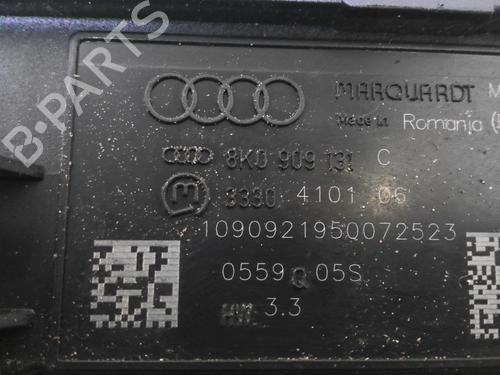 B-PARTS
MARQUARDT M
Made in Romania (
8K0 909 131 C
M 3330 4101 06
1090921950072523
0559 Q 05S
3.3